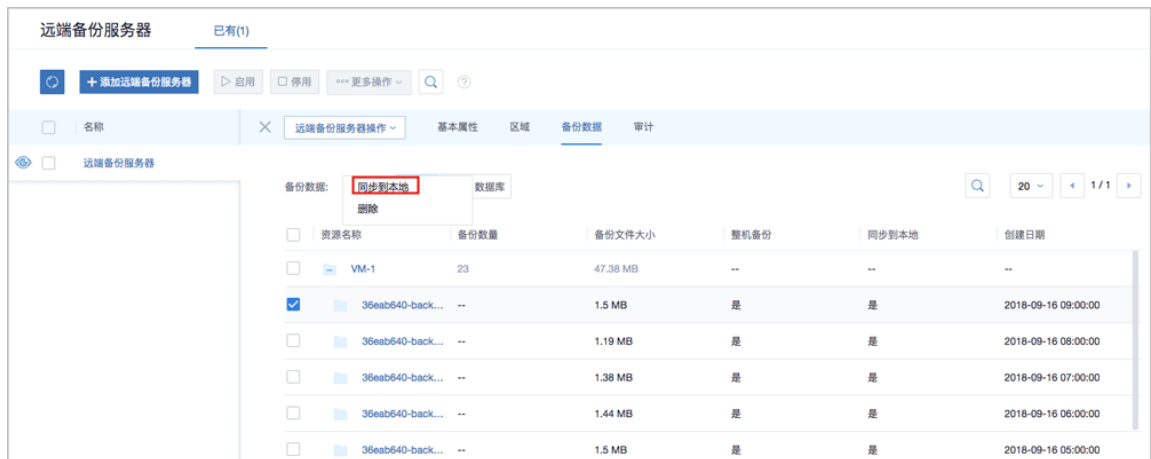 远端备份服务器 已有(1)
+ 添加远端备份服务器 启用 停用 更多操作
名称 远端备份服务器操作 基本属性 区域 备份数据 审计
远端备份服务器
备份数据: 同步到本地 数据库 20 1 / 1
删除
资源名称 备份数量 备份文件大小 整机备份 同步到本地 创建日期
VM-1 23 47.38 MB -- -- --
36eab640-back... -- 1.5 MB 是 是 2018-09-16 09:00:00
36eab640-back... -- 1.19 MB 是 是 2018-09-16 08:00:00
36eab640-back... -- 1.38 MB 是 是 2018-09-16 07:00:00
36eab640-back... -- 1.44 MB 是 是 2018-09-16 06:00:00
36eab640-back... -- 1.5 MB 是 是 2018-09-16 05:00:00